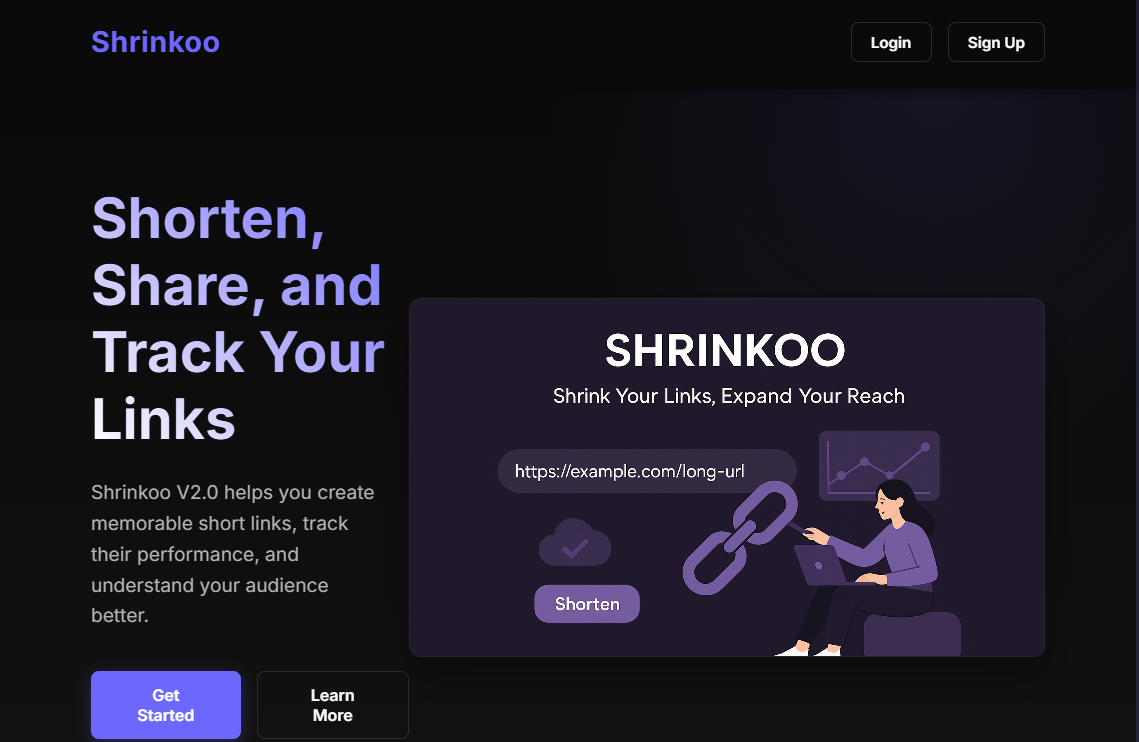 Shrinkoo
Login
Sign Up
Shorten,
Share, and
Track Your
Links
Shrinkoo V2.0 helps you create
memorable short links, track
their performance, and
understand your audience
better.
Get
Started
Learn
More
SHRINKOO
Shrink Your Links, Expand Your Reach
https://example.com/long-url
Shorten